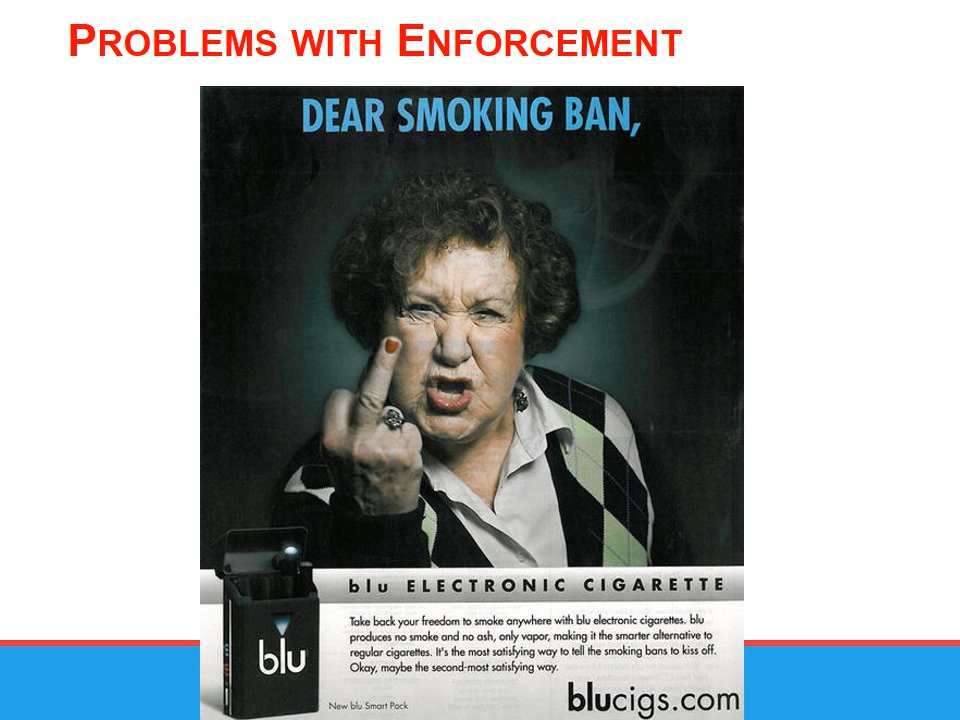 PROBLEMS WITH ENFORCEMENT
DEAR SMOKING BAN,
blu ELECTRONIC CIGARETTE
Take back your freedom to smoke anywhere with blu electronic cigarettes. blu
produces no smoke and no ash, only vapor, making it the smarter alternative to
regular cigarettes. It's the most satisfying way to tell the smoking bans to kiss off.
Okay, maybe the second-most satisfying way.
blu
New blu Smart Pack
blucigs.com